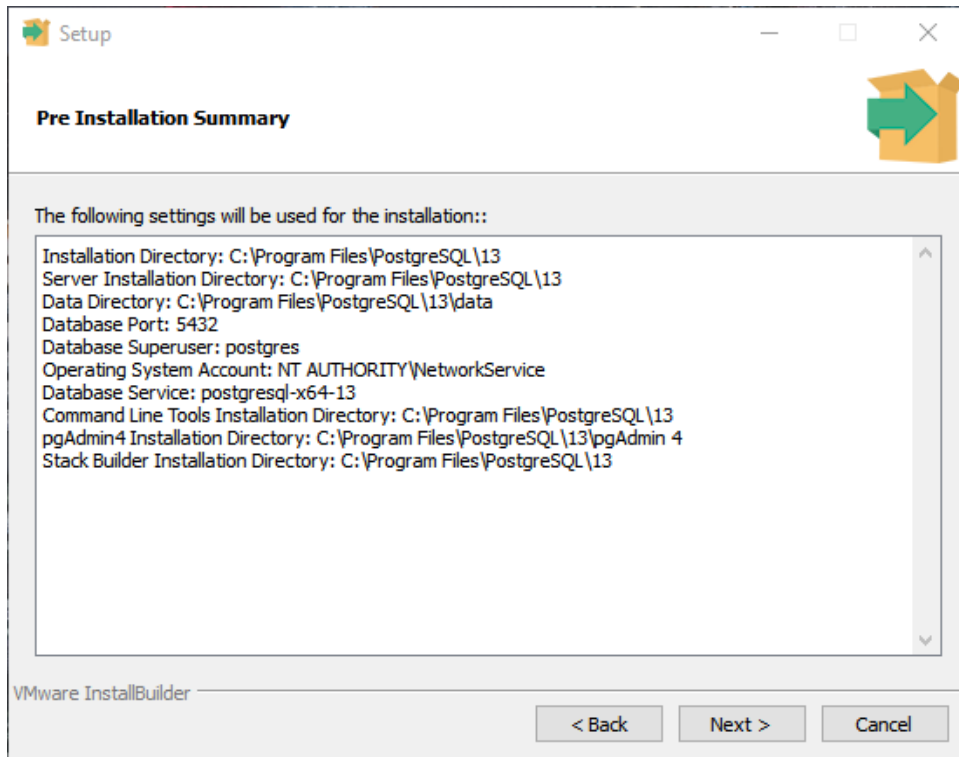 Setup
Pre Installation Summary
The following settings will be used for the installation::
Installation Directory: C:\Program Files\PostgreSQL\13
Server Installation Directory: C:\Program Files\PostgreSQL\13
Data Directory: C:\Program Files\PostgreSQL\13\data
Database Port: 5432
Database Superuser: postgres
Operating System Account: NT AUTHORITY\NetworkService
Database Service: postgresql-x64-13
Command Line Tools Installation Directory: C:\Program Files\PostgreSQL\13
pgAdmin4 Installation Directory: C:\Program Files\PostgreSQL\13\pgAdmin 4
Stack Builder Installation Directory: C:\Program Files\PostgreSQL\13
VMware InstallBuilder
< Back Next > Cancel